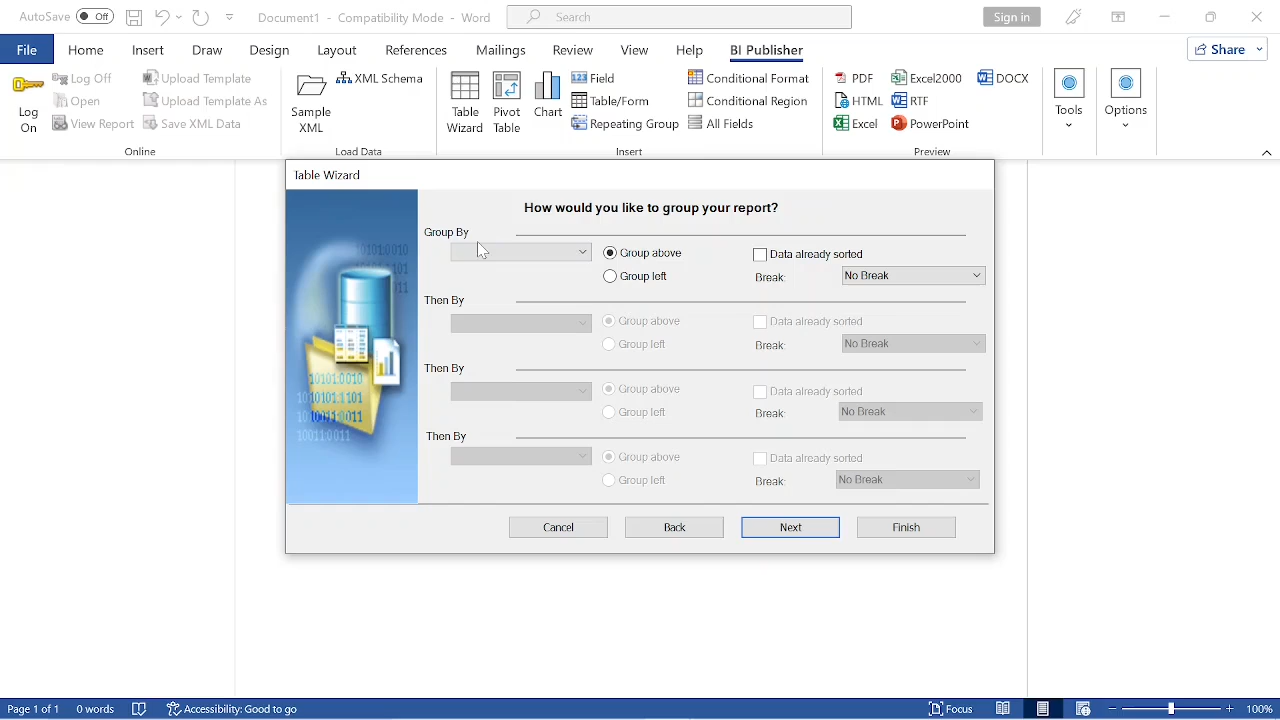 AutoSave Off Document1 - Compatibility Mode - Word Search Sign in
File Home Insert Draw Design Layout References Mailings Review View Help BI Publisher Share
Log On
Log Off
Open
View Report
Upload Template
Upload Template As
Save XML Data
Online
Sample XML
XML Schema
Load Data
Table Wizard
Pivot Table
Chart
Field
Table/Form
Repeating Group
Conditional Format
Conditional Region
All Fields
Insert
PDF
HTML
Excel
Excel2000
RTF
PowerPoint
DOCX
Preview
Tools
Options
Table Wizard
How would you like to group your report?
Group By
Group above Data already sorted
Group left Break: No Break
Then By
Group above Data already sorted
Group left Break: No Break
Then By
Group above Data already sorted
Group left Break: No Break
Then By
Group above Data already sorted
Group left Break: No Break
Cancel Back Next Finish
Page 1 of 1 0 words Accessibility: Good to go Focus 100%